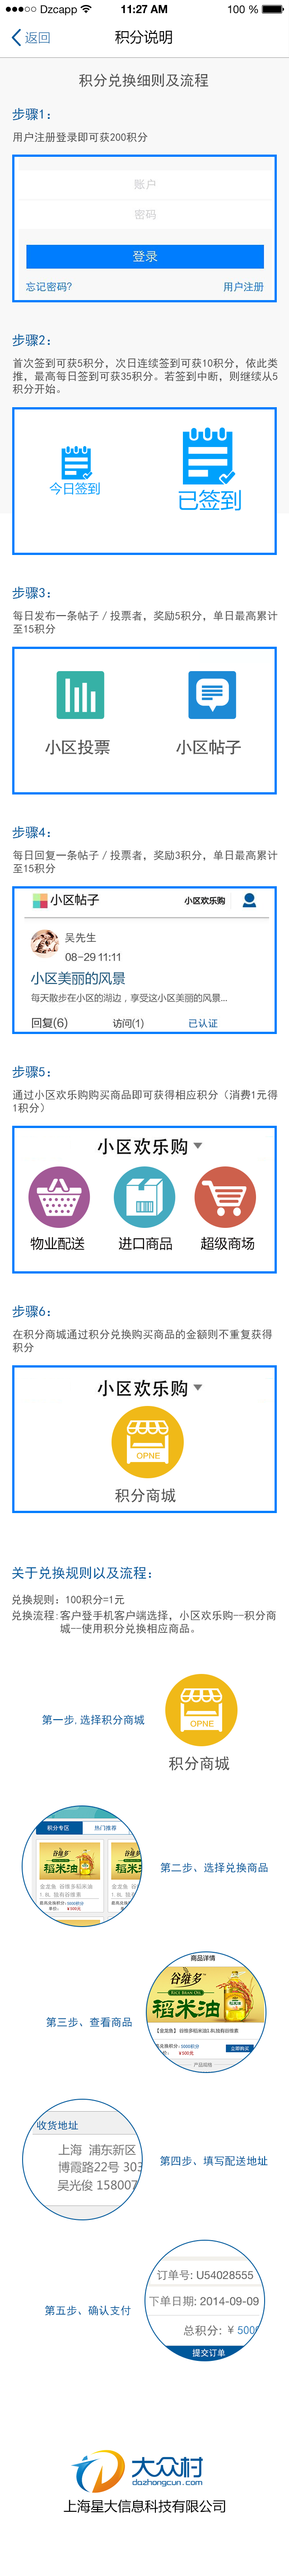 Dzcapp 11:27 AM 100 %
返回 积分说明
积分兑换细则及流程
步骤1：
用户注册登录即可获200积分
账户
密码
登录
忘记密码? 用户注册
步骤2：
首次签到可获5积分，次日连续签到可获10积分，依此类
推，最高每日签到可获35积分。若签到中断，则继续从5
积分开始。
今日签到 已签到
步骤3：
每日发布一条帖子／投票者，奖励5积分，单日最高累计
至15积分
小区投票 小区帖子
步骤4：
每日回复一条帖子／投票者，奖励3积分，单日最高累计
至15积分
小区帖子 小区欢乐购
吴先生
08-29 11:11
小区美丽的风景
每天散步在小区的湖边，享受这小区美丽的风景...
回复(6) 访问(1) 已认证
步骤5：
通过小区欢乐购购买商品即可获得相应积分（消费1元得
1积分）
小区欢乐购
物业配送 进口商品 超级商场
步骤6：
在积分商城通过积分兑换购买商品的金额则不重复获得
积分
小区欢乐购
OPNE
积分商城
关于兑换规则以及流程：
兑换规则：100积分=1元
兑换流程：客户登手机客户端选择，小区欢乐购--积分商
城--使用积分兑换相应商品。
第一步，选择积分商城
OPNE
积分商城
积分专区 热门推荐
谷维多
稻米油
第二步、选择兑换商品
商品详情
谷维多
RICE BRAN OIL
稻米油
立即购买
产品规格
第三步、查看商品
收货地址
上海 浦东新区
博霞路22号 303
吴光俊 158007
第四步、填写配送地址
订单号: U54028555
下单日期: 2014-09-09
总积分: ￥500
提交订单
第五步、确认支付
大众村
dazhongcun.com
上海星大信息科技有限公司